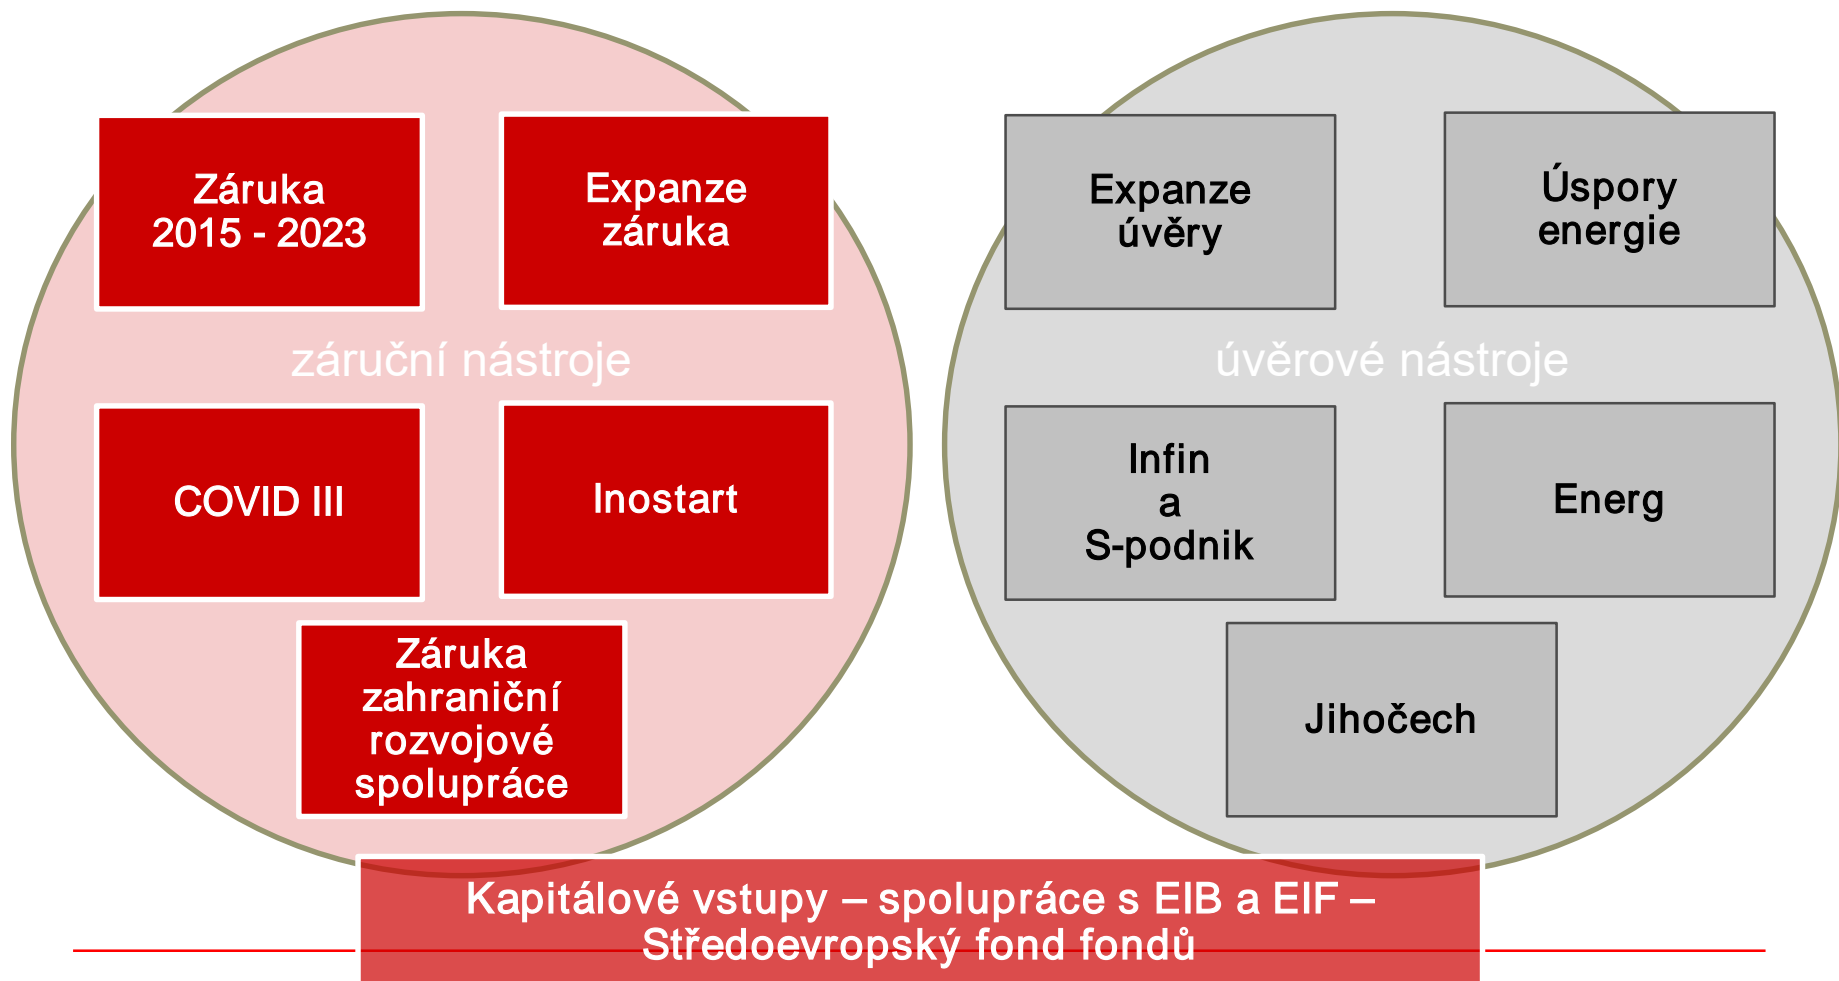 Záruka
2015 - 2023
Expanze
záruka
záruční nástroje
COVID III
Inostart
Záruka
zahraniční
rozvojové
spolupráce
Expanze
úvěry
Úspory
energie
úvěrové nástroje
Infin
a
S-podnik
Energ
Jihočech
Kapitálové vstupy – spolupráce s EIB a EIF –
Středoevropský fond fondů